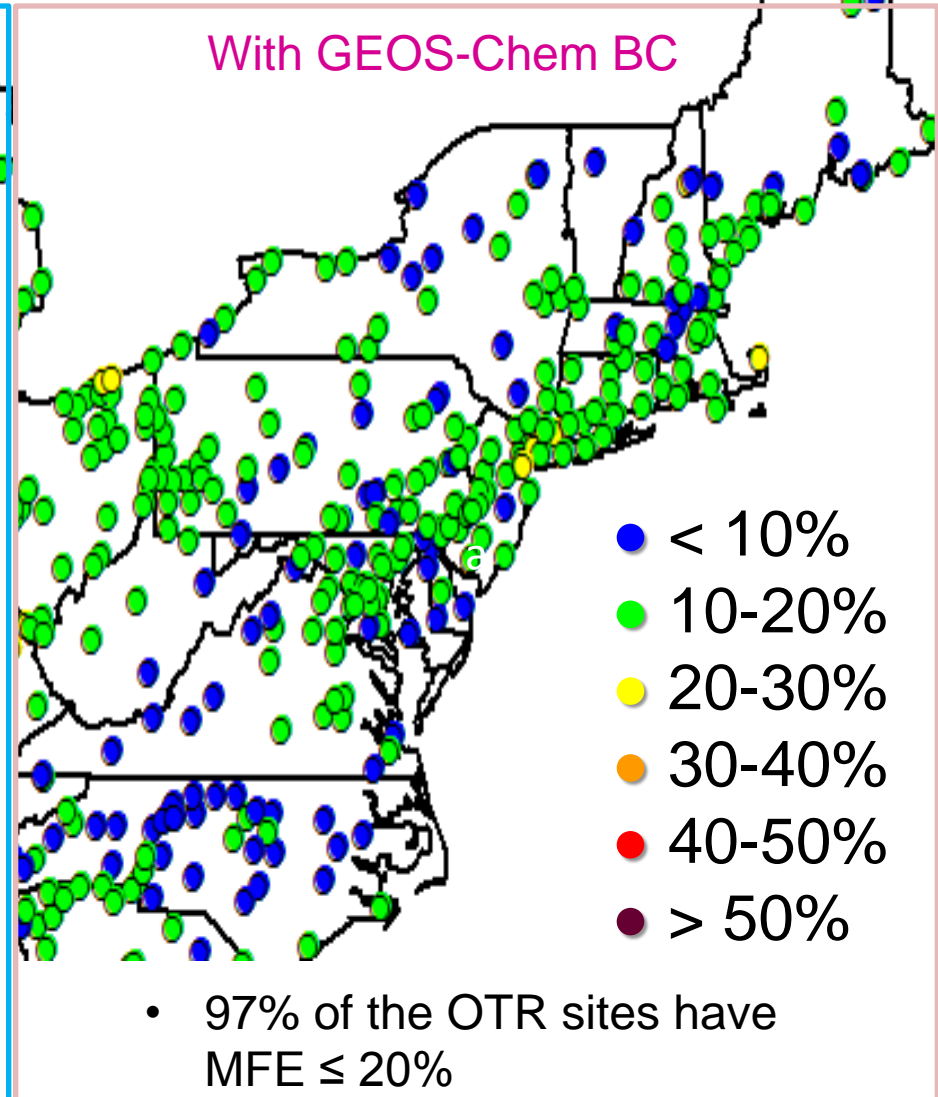 With GEOS-Chem BC
a
< 10%
10-20%
20-30%
30-40%
40-50%
> 50%
• 97% of the OTR sites have
MFE ≤ 20%